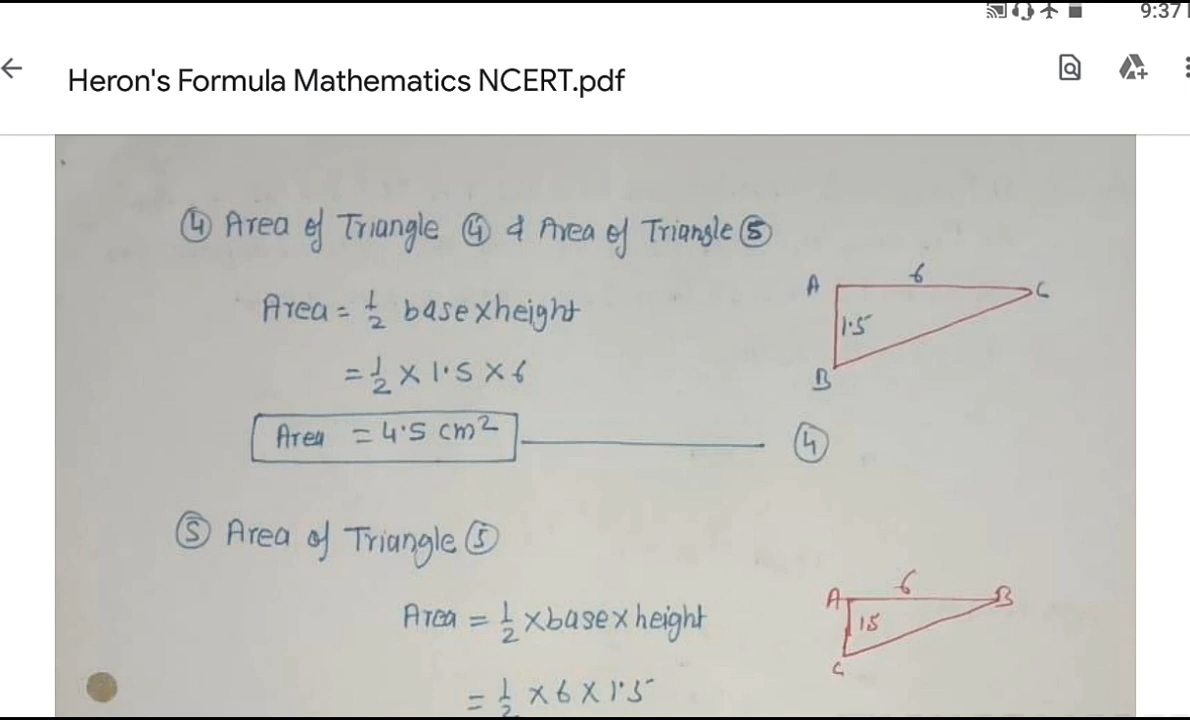 9:37
Heron's Formula Mathematics NCERT.pdf
④ Area of Triangle ④ & Area of Triangle ⑤
A 6 C
Area = 1/2 base×height
1.5
= 1/2 × 1.5 × 6
B
Area = 4.5 cm²
④
⑤ Area of Triangle ⑤
A 6 B
Area = 1/2 × base × height
15
C
= 1/2 × 6 × 1.5